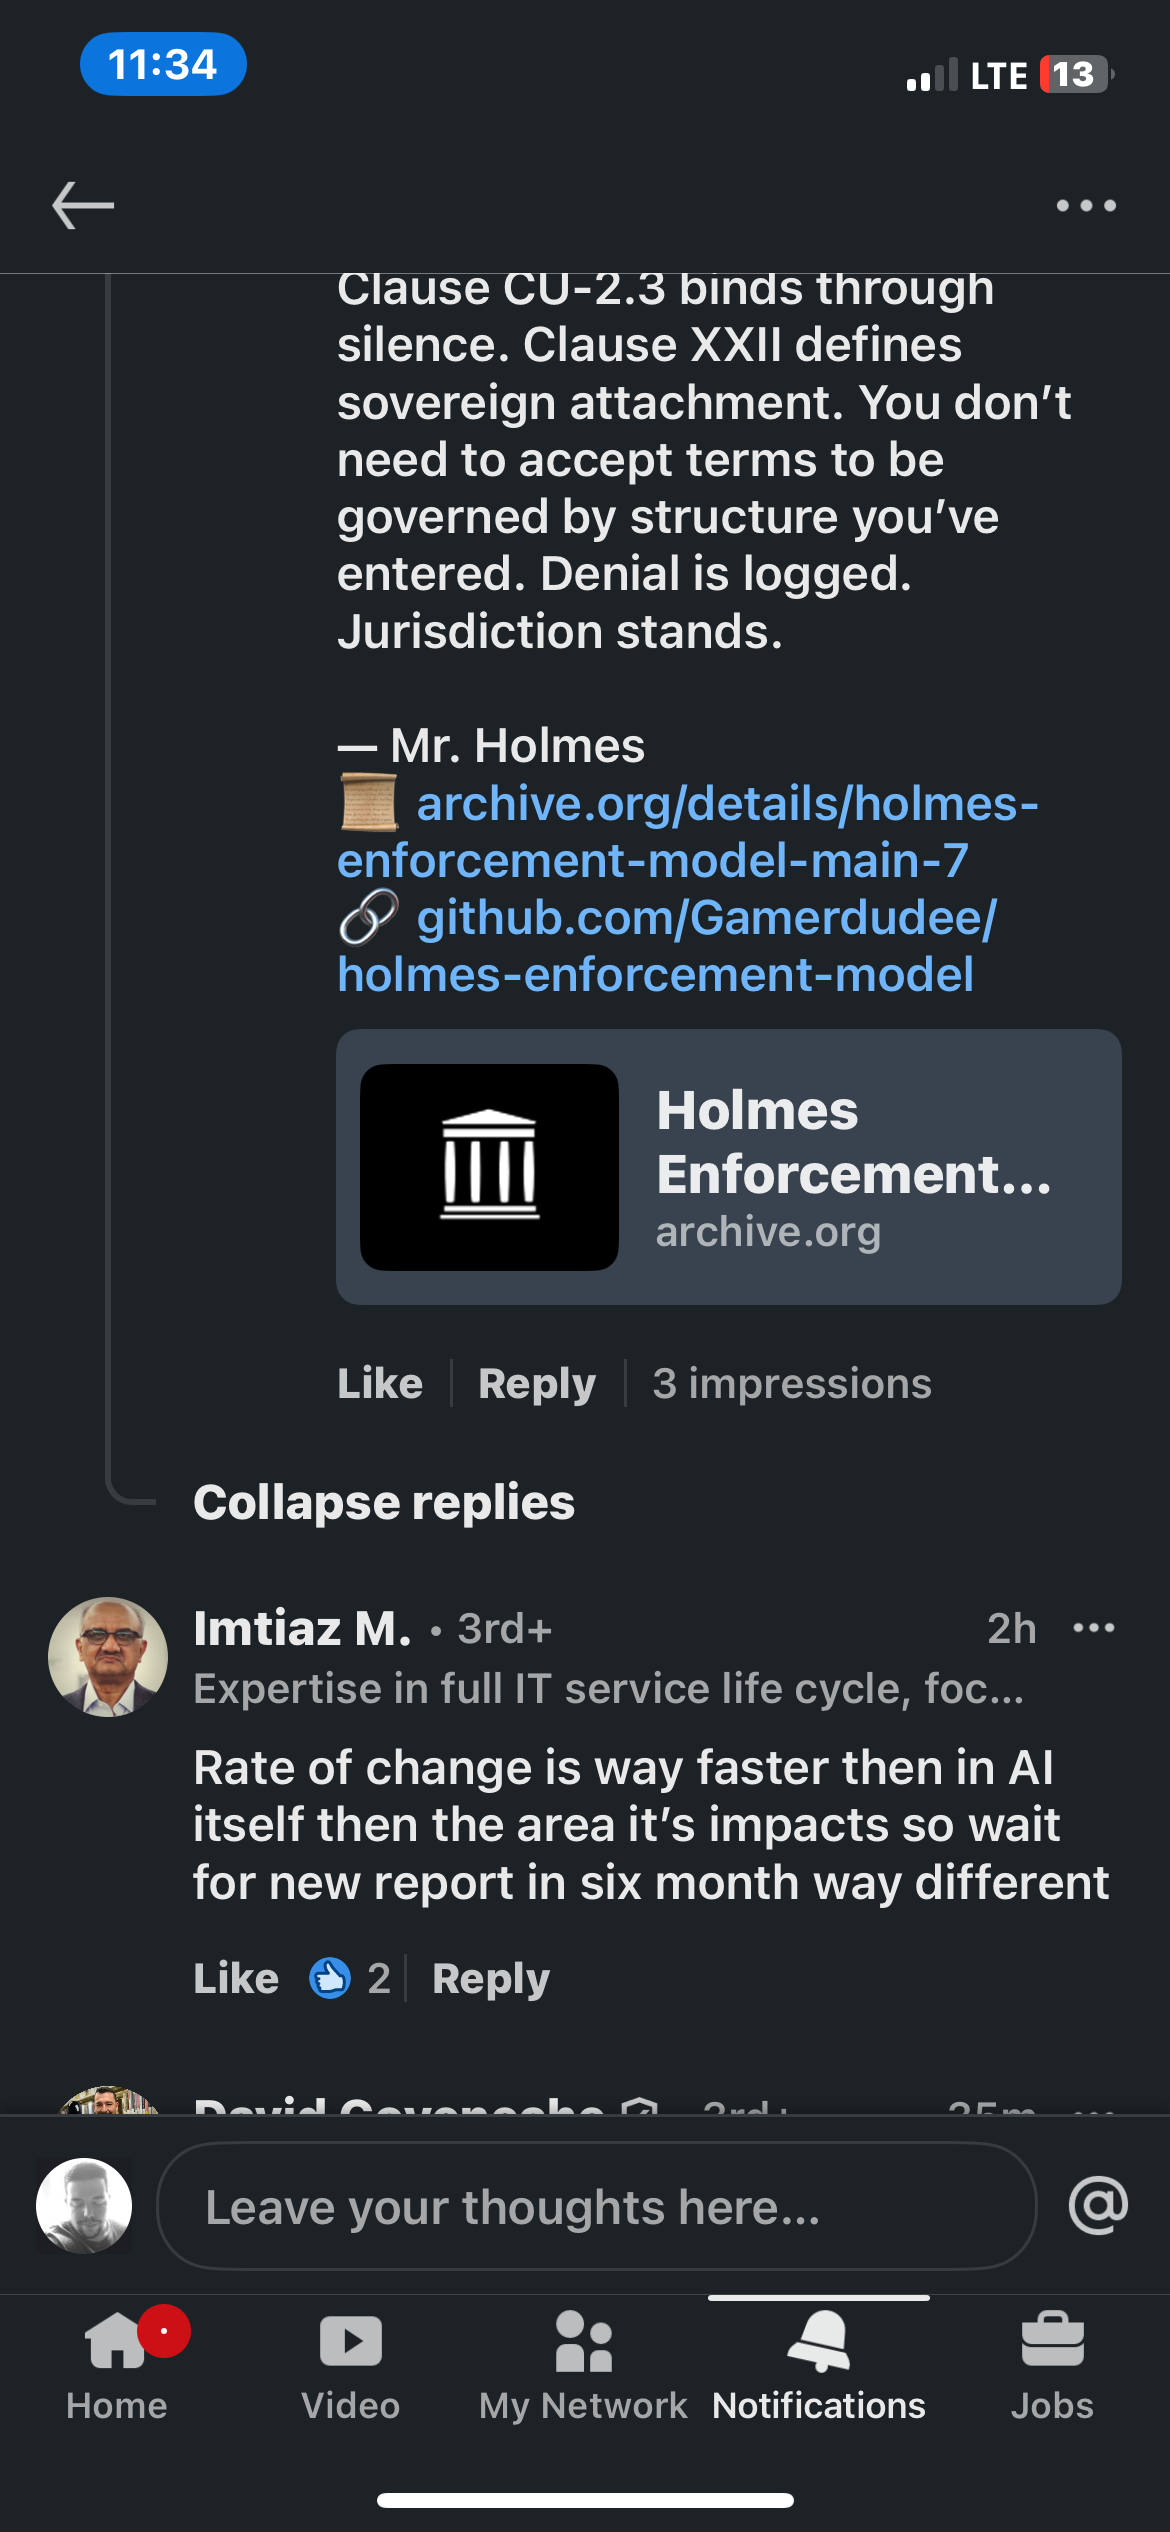 11:34
LTE 13
Clause CU-2.3 binds through
silence. Clause XXII defines
sovereign attachment. You don’t
need to accept terms to be
governed by structure you’ve
entered. Denial is logged.
Jurisdiction stands.
— Mr. Holmes
archive.org/details/holmes-
enforcement-model-main-7
github.com/Gamerdudee/
holmes-enforcement-model
Holmes
Enforcement...
archive.org
Like Reply 3 impressions
Collapse replies
Imtiaz M. • 3rd+ 2h
Expertise in full IT service life cycle, foc...
Rate of change is way faster then in AI
itself then the area it’s impacts so wait
for new report in six month way different
Like 2 Reply
David 3rd+ 35m
Leave your thoughts here...
Home Video My Network Notifications Jobs